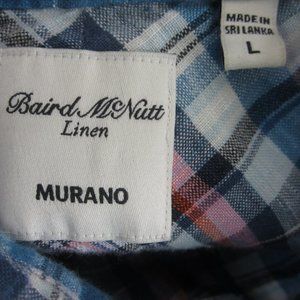 MADE IN
SRI LANKA
L
Baird McNutt
Linen
MURANO